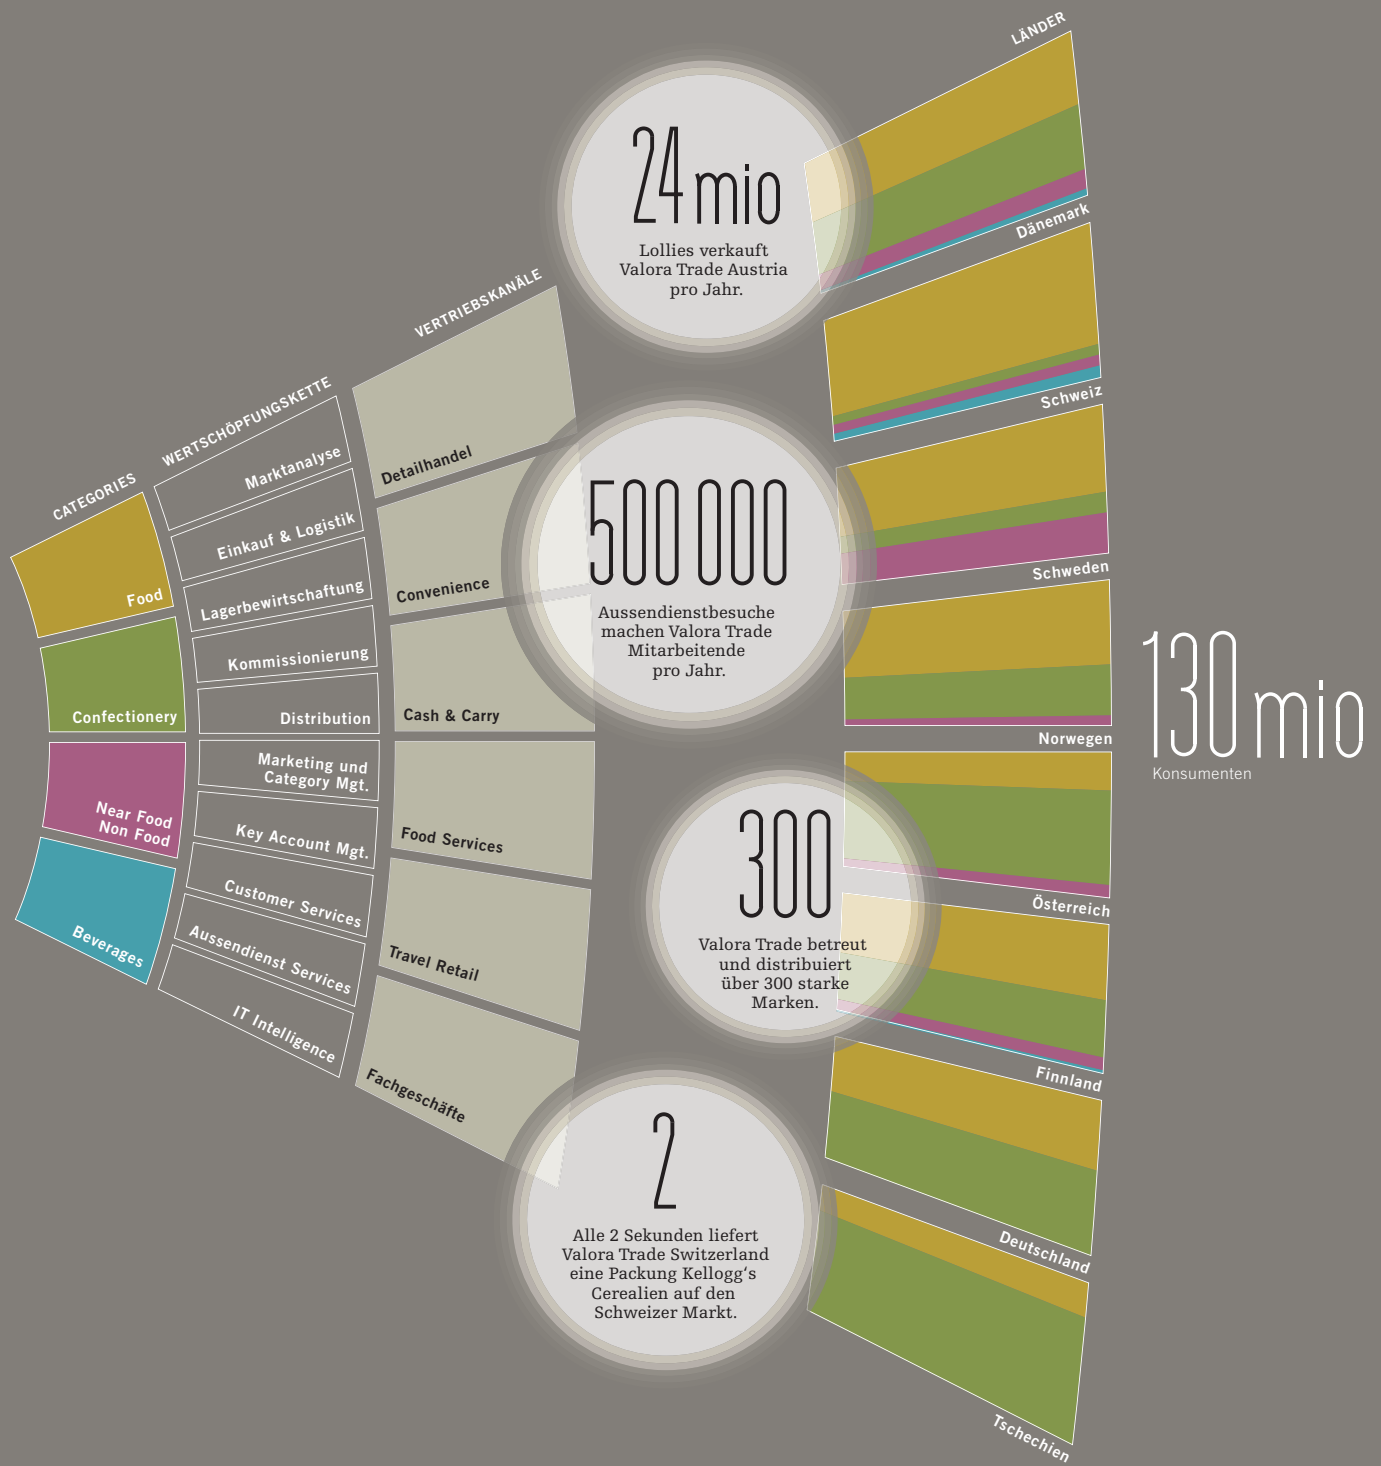 CATEGORIES
Food
Confectionery
Near Food
Non Food
Beverages
WERTSCHÖPFUNGSKETTE
Marktanalyse
Einkauf & Logistik
Lagerbewirtschaftung
Kommissionierung
Distribution
Marketing und
Category Mgt.
Key Account Mgt.
Customer Services
Aussendienst Services
IT Intelligence
VERTRIEBSKANÄLE
Detailhandel
Convenience
Cash & Carry
Food Services
Travel Retail
Fachgeschäfte
24 mio
Lollies verkauft
Valora Trade Austria
pro Jahr.
500 000
Aussendienstbesuche
machen Valora Trade
Mitarbeitende
pro Jahr.
300
Valora Trade betreut
und distribuiert
über 300 starke
Marken.
2
Alle 2 Sekunden liefert
Valora Trade Switzerland
eine Packung Kellogg‘s
Cerealien auf den
Schweizer Markt.
LÄNDER
Dänemark
Schweiz
Schweden
Norwegen
Österreich
Finnland
Deutschland
Tschechien
130 mio
Konsumenten